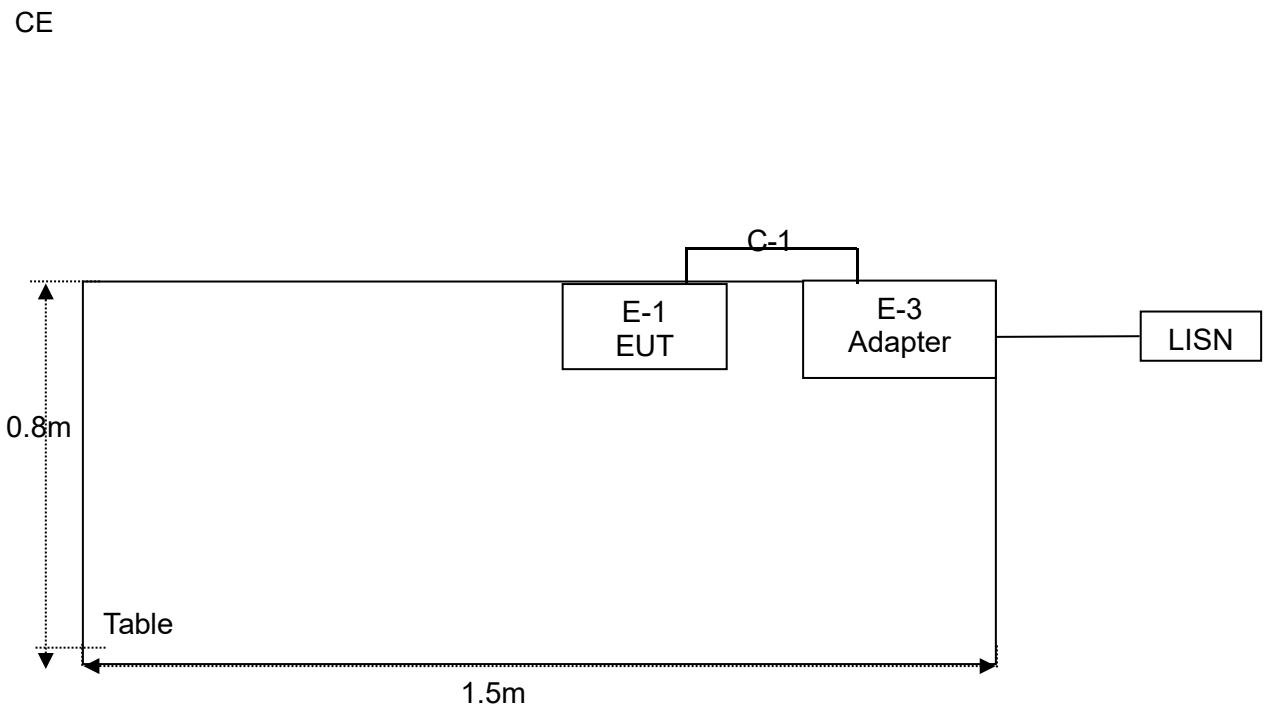 CE
C-1
E-1
EUT
E-3
Adapter
LISN
0.8m
Table
1.5m